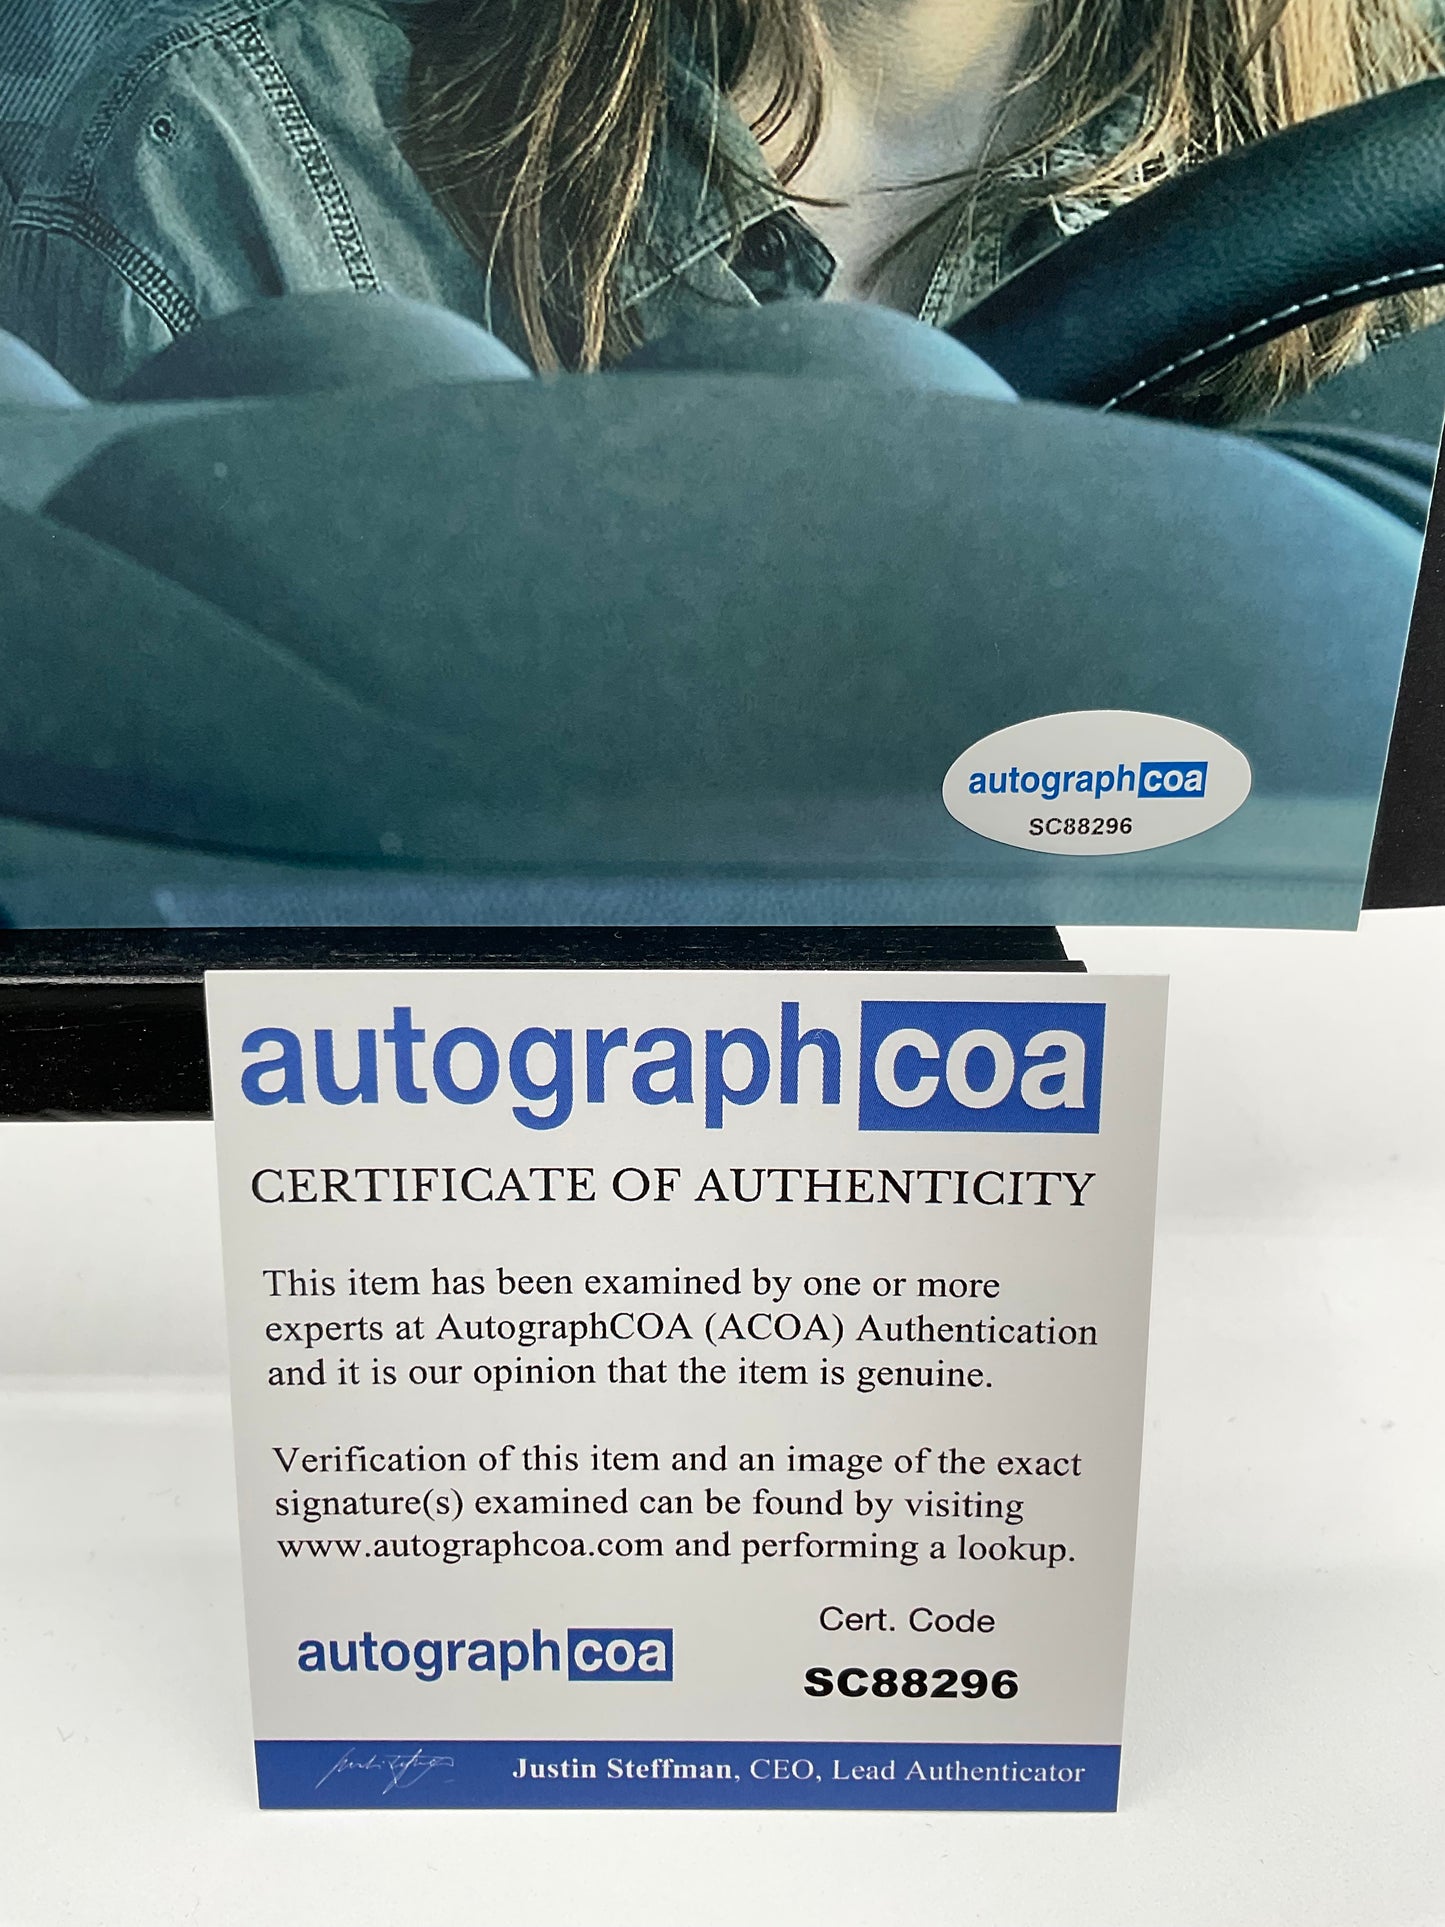 autographcoa
SC88296
autographcoa
CERTIFICATE OF AUTHENTICITY
This item has been examined by one or more
experts at AutographCOA (ACOA) Authentication
and it is our opinion that the item is genuine.
Verification of this item and an image of the exact
signature(s) examined can be found by visiting
www.autographcoa.com and performing a lookup.
autographcoa
Cert. Code
SC88296
Justin Steffman, CEO, Lead Authenticator